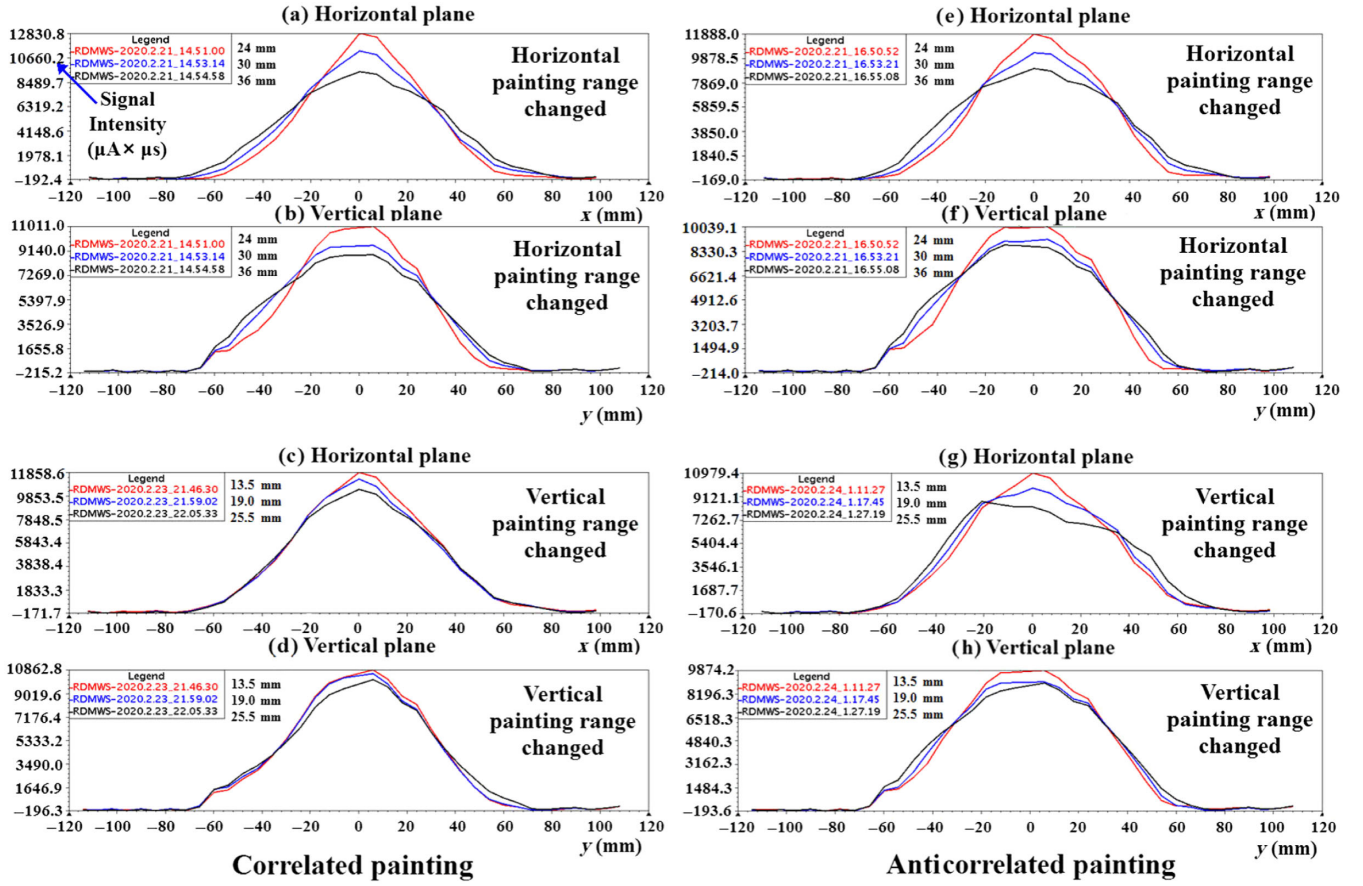 (a) Horizontal plane
12830.8
10660.2
8489.7
6319.2
4148.6
1978.1
−192.4
Legend
RDMWS-2020.2.21_14.51.00 24 mm
RDMWS-2020.2.21_14.53.14 30 mm
RDMWS-2020.2.21_14.54.58 36 mm
Signal
Intensity
(μA× μs)
Horizontal
painting range
changed
−120 −100 −80 −60 −40 −20 0 20 40 60 80 100 120
x (mm)
(b) Vertical plane
11011.0
9140.0
7269.0
5397.9
3526.9
1655.8
−215.2
Legend
RDMWS-2020.2.21_14.51.00 24 mm
RDMWS-2020.2.21_14.53.14 30 mm
RDMWS-2020.2.21_14.54.58 36 mm
Horizontal
painting range
changed
−120 −100 −80 −60 −40 −20 0 20 40 60 80 100 120
y (mm)
(c) Horizontal plane
11858.6
9853.5
7848.5
5843.4
3838.4
1833.3
−171.7
Legend
RDMWS-2020.2.23_21.46.30 13.5 mm
RDMWS-2020.2.23_21.59.02 19.0 mm
RDMWS-2020.2.23_22.05.33 25.5 mm
Vertical
painting range
changed
−120 −100 −80 −60 −40 −20 0 20 40 60 80 100 120
x (mm)
(d) Vertical plane
10862.8
9019.6
7176.4
5333.2
3490.0
1646.9
−196.3
Legend
RDMWS-2020.2.23_21.46.30 13.5 mm
RDMWS-2020.2.23_21.59.02 19.0 mm
RDMWS-2020.2.23_22.05.33 25.5 mm
Vertical
painting range
changed
−120 −100 −80 −60 −40 −20 0 20 40 60 80 100 120
y (mm)
Correlated painting
(e) Horizontal plane
11888.0
9878.5
7869.0
5859.5
3850.0
1840.5
−169.0
Legend
RDMWS-2020.2.21_16.50.52 24 mm
RDMWS-2020.2.21_16.53.21 30 mm
RDMWS-2020.2.21_16.55.08 36 mm
Horizontal
painting range
changed
−120 −100 −80 −60 −40 −20 0 20 40 60 80 100 120
x (mm)
(f) Vertical plane
10039.1
8330.3
6621.4
4912.6
3203.7
1494.9
−214.0
Legend
RDMWS-2020.2.21_16.50.52 24 mm
RDMWS-2020.2.21_16.53.21 30 mm
RDMWS-2020.2.21_16.55.08 36 mm
Horizontal
painting range
changed
−120 −100 −80 −60 −40 −20 0 20 40 60 80 100 120
y (mm)
(g) Horizontal plane
10979.4
9121.1
7262.7
5404.4
3546.1
1687.7
−170.6
Legend
RDMWS-2020.2.24_1.11.27 13.5 mm
RDMWS-2020.2.24_1.17.45 19.0 mm
RDMWS-2020.2.24_1.27.19 25.5 mm
Vertical
painting range
changed
−120 −100 −80 −60 −40 −20 0 20 40 60 80 100 120
x (mm)
(h) Vertical plane
9874.2
8196.3
6518.3
4840.3
3162.3
1484.3
−193.6
Legend
RDMWS-2020.2.24_1.11.27 13.5 mm
RDMWS-2020.2.24_1.17.45 19.0 mm
RDMWS-2020.2.24_1.27.19 25.5 mm
Vertical
painting range
changed
−120 −100 −80 −60 −40 −20 0 20 40 60 80 100 120
y (mm)
Anticorrelated painting